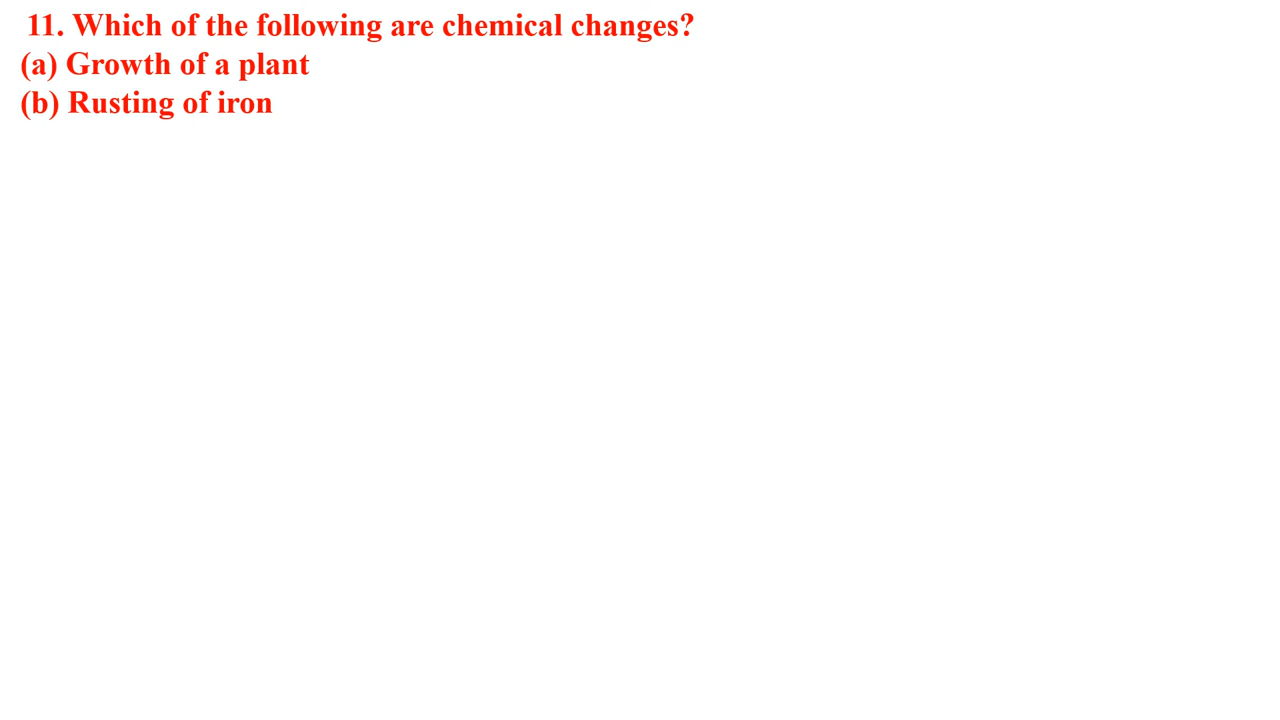 11. Which of the following are chemical changes?
(a) Growth of a plant
(b) Rusting of iron